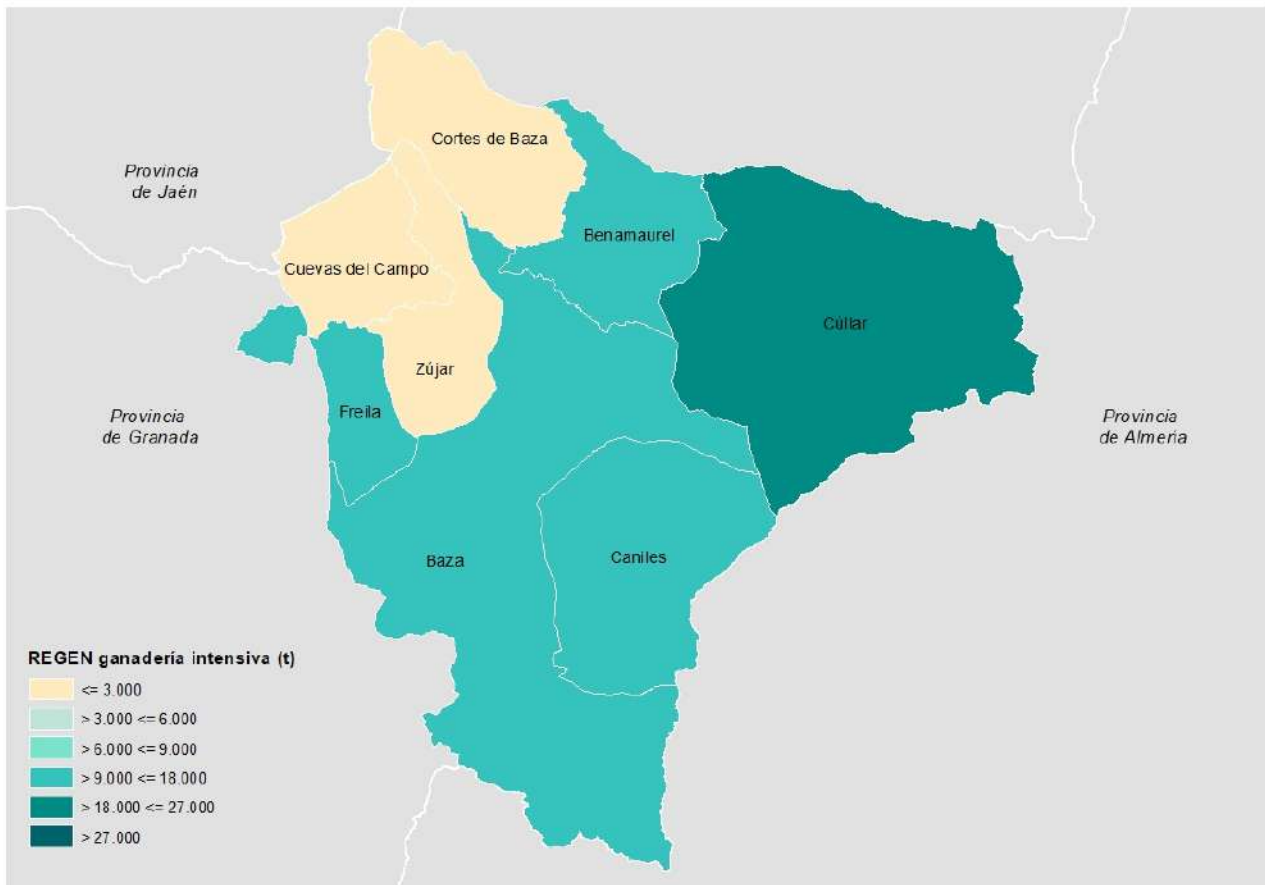 Cortes de Baza
Provincia
de Jaén
Benamaurel
Cuevas del Campo
Cúllar
Zújar
Freila
Provincia
de Granada
Provincia
de Almería
Baza
Caniles
REGEN ganadería intensiva (t)
<= 3.000
> 3.000 <= 6.000
> 6.000 <= 9.000
> 9.000 <= 18.000
> 18.000 <= 27.000
> 27.000